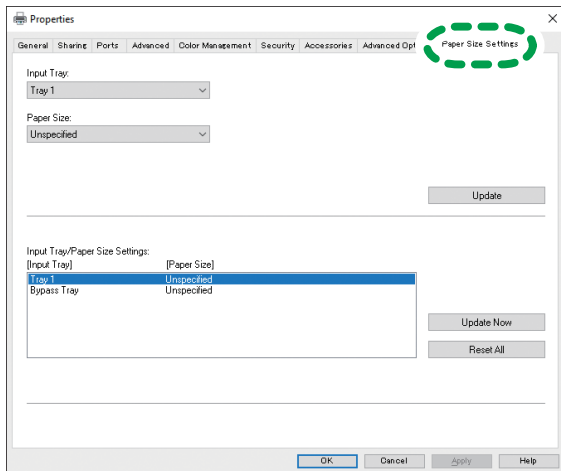 Properties
General Sharing Ports Advanced Color Management Security Accessories Advanced Opt Paper Size Settings
Input Tray:
Tray 1
Paper Size:
Unspecified
Update
Input Tray/Paper Size Settings:
[Input Tray] [Paper Size]
Tray 1 Unspecified
Bypass Tray Unspecified
Update Now
Reset All
OK Cancel Apply Help